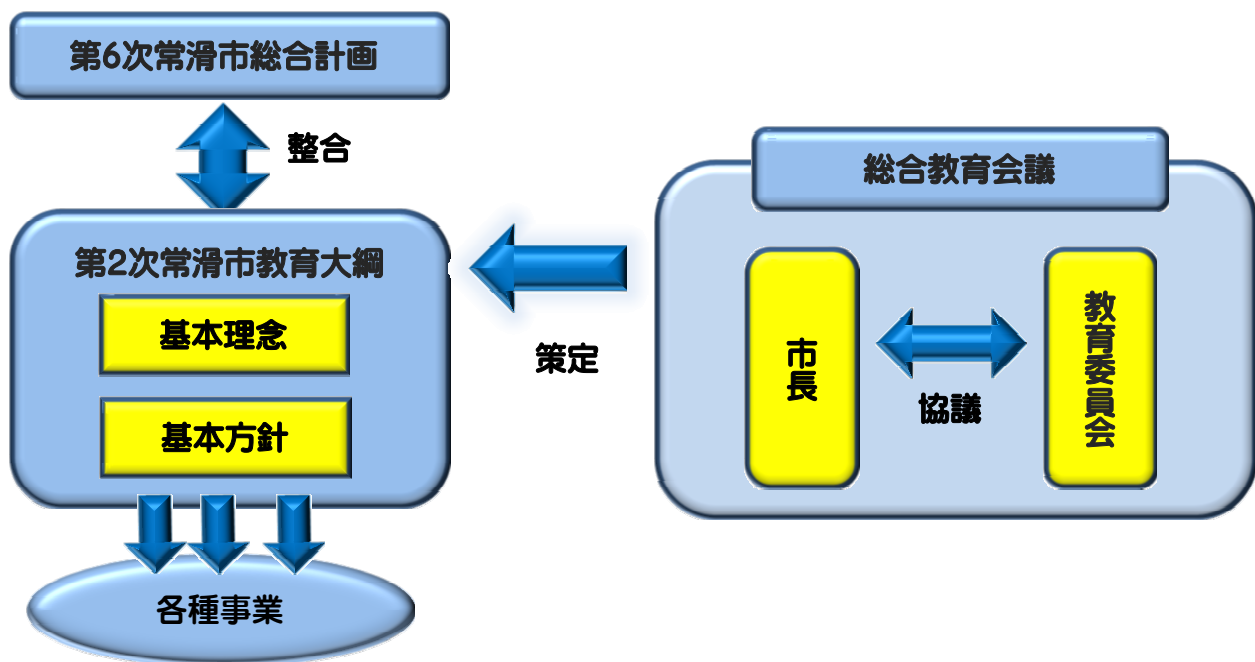 第6次常滑市総合計画
整合
第2次常滑市教育大綱
基本理念
基本方針
各種事業
策定
総合教育会議
市長
協議
教育委員会